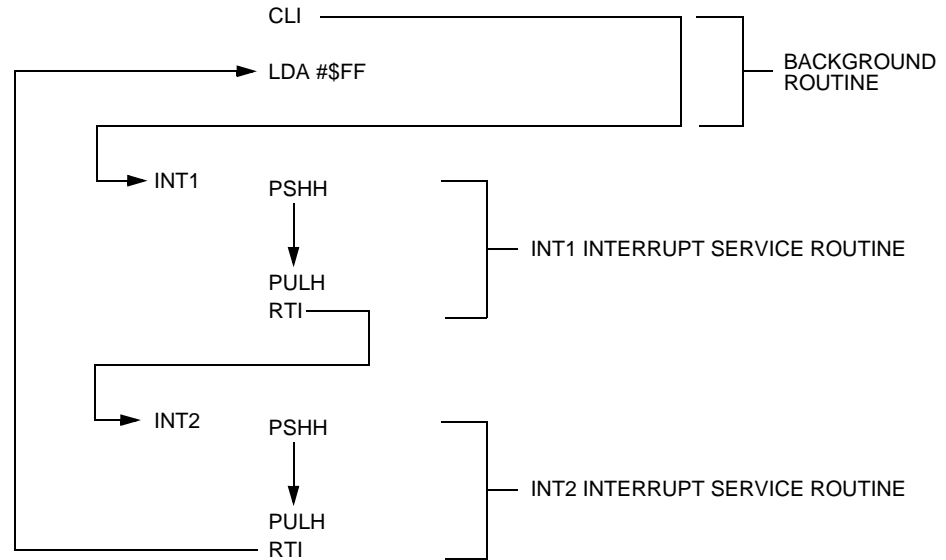 CLI
LDA #$FF
BACKGROUND
ROUTINE
INT1
PSHH
INT1 INTERRUPT SERVICE ROUTINE
PULH
RTI
INT2
PSHH
INT2 INTERRUPT SERVICE ROUTINE
PULH
RTI